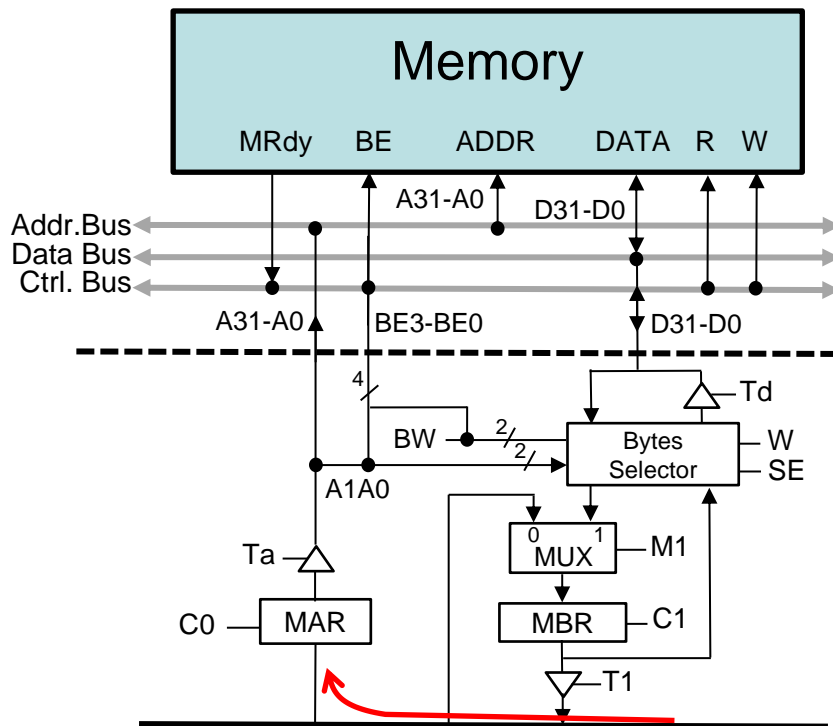 Memory
MRdy BE ADDR DATA R W
A31-A0 D31-D0
Addr.Bus
Data Bus
Ctrl. Bus
A31-A0 BE3-BE0 D31-D0
4 Td
BW 2 Bytes W
2 Selector SE
A1A0
0 1
Ta MUX M1
C0 MAR MBR C1
T1